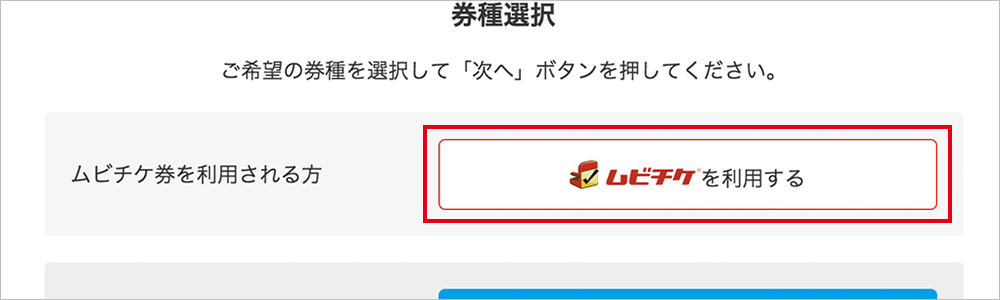 券種選択
ご希望の券種を選択して「次へ」ボタンを押してください。
ムビチケ券を利用される方
ムビチケ®を利用する